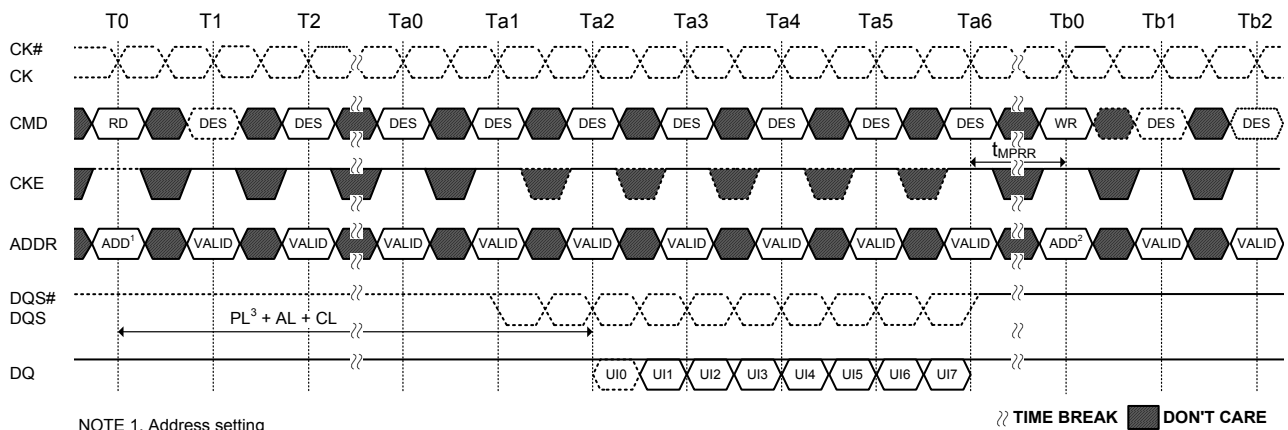 T0 T1 T2 Ta0 Ta1 Ta2 Ta3 Ta4 Ta5 Ta6 Tb0 Tb1 Tb2
CK#
CK
CMD RD DES DES DES DES DES DES DES DES DES WR DES DES
tMPRR
CKE
ADDR ADD1 VALID VALID VALID VALID VALID VALID VALID VALID VALID ADD2 VALID VALID
DQS#
DQS
PL3 + AL + CL
DQ UI0 UI1 UI2 UI3 UI4 UI5 UI6 UI7
NOTE 1. Address setting
TIME BREAK DON'T CARE